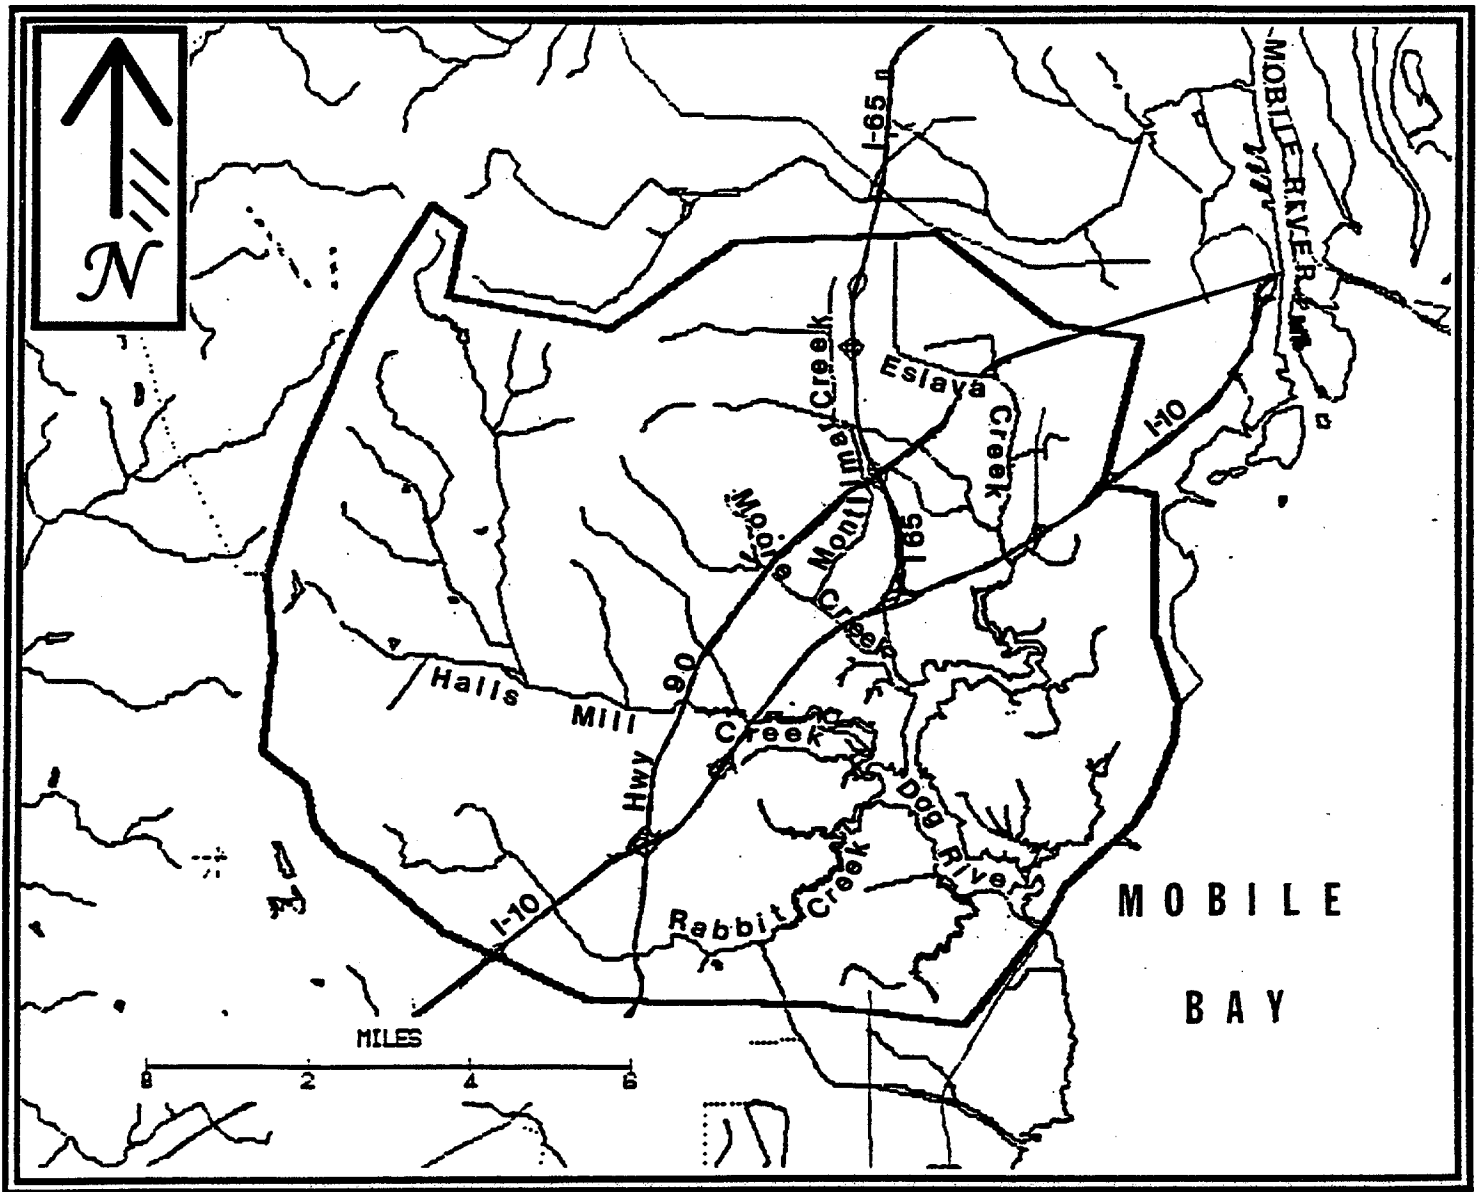 N
I-65
MOBILE RIVER
Eslava
Creek
Montlimar Creek
I-10
Moore
Creek
I 65
Halls Mill Creek
Hwy 90
Dog River
Rabbit Creek
I-10
MOBILE
BAY
MILES
0 2 4 6